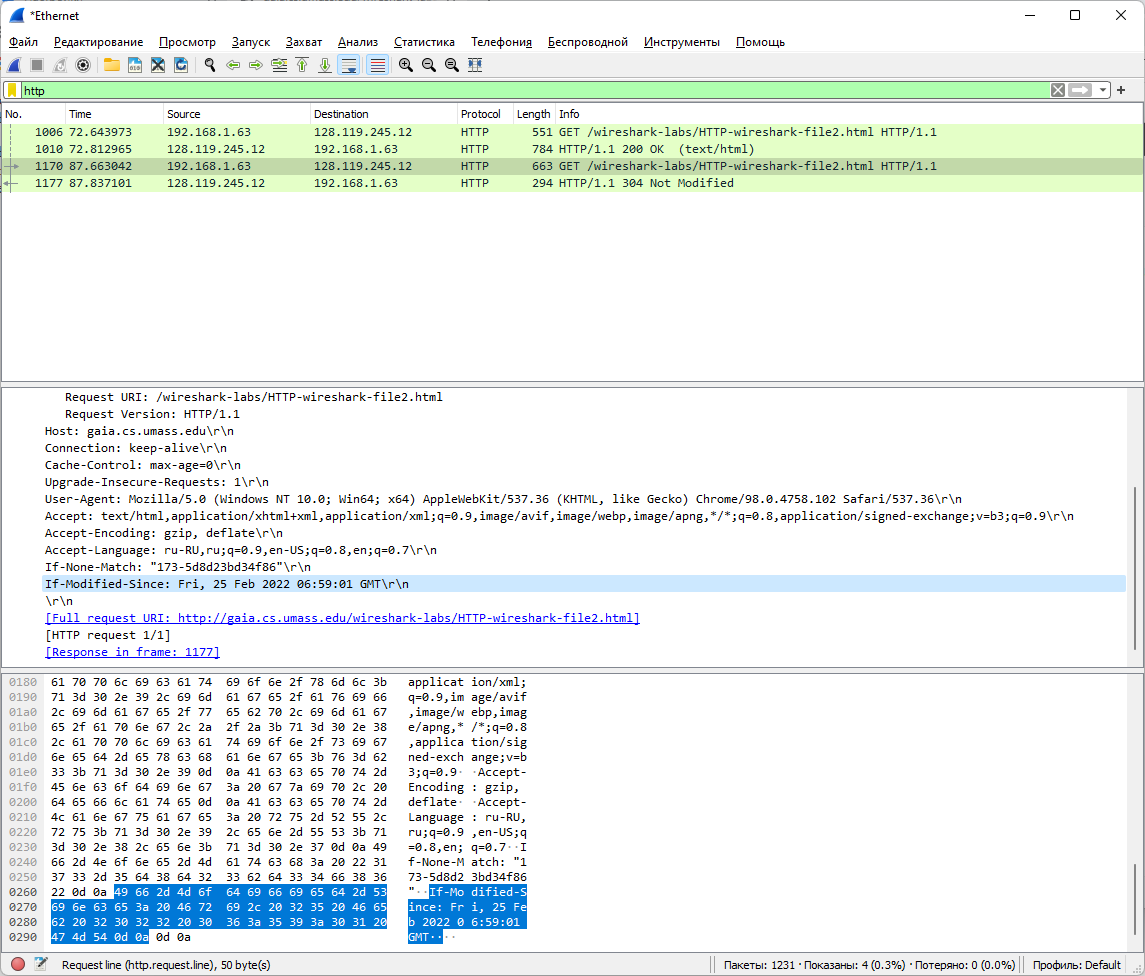 *Ethernet
Файл Редактирование Просмотр Запуск Захват Анализ Статистика Телефония Беспроводной Инструменты Помощь
http
No. Time Source Destination Protocol Length Info
1006 72.643973 192.168.1.63 128.119.245.12 HTTP 551 GET /wireshark-labs/HTTP-wireshark-file2.html HTTP/1.1
1010 72.812965 128.119.245.12 192.168.1.63 HTTP 784 HTTP/1.1 200 OK (text/html)
1170 87.663042 192.168.1.63 128.119.245.12 HTTP 663 GET /wireshark-labs/HTTP-wireshark-file2.html HTTP/1.1
1177 87.837101 128.119.245.12 192.168.1.63 HTTP 294 HTTP/1.1 304 Not Modified
Request URI: /wireshark-labs/HTTP-wireshark-file2.html
Request Version: HTTP/1.1
Host: gaia.cs.umass.edu\r\n
Connection: keep-alive\r\n
Cache-Control: max-age=0\r\n
Upgrade-Insecure-Requests: 1\r\n
User-Agent: Mozilla/5.0 (Windows NT 10.0; Win64; x64) AppleWebKit/537.36 (KHTML, like Gecko) Chrome/98.0.4758.102 Safari/537.36\r\n
Accept: text/html,application/xhtml+xml,application/xml;q=0.9,image/avif,image/webp,image/apng,*/*;q=0.8,application/signed-exchange;v=b3;q=0.9\r\n
Accept-Encoding: gzip, deflate\r\n
Accept-Language: ru-RU,ru;q=0.9,en-US;q=0.8,en;q=0.7\r\n
If-None-Match: "173-5d8d23bd34f86"\r\n
If-Modified-Since: Fri, 25 Feb 2022 06:59:01 GMT\r\n
\r\n
[Full request URI: http://gaia.cs.umass.edu/wireshark-labs/HTTP-wireshark-file2.html]
[HTTP request 1/1]
[Response in frame: 1177]
0180 61 70 70 6c 69 63 61 74 69 6f 6e 2f 78 6d 6c 3b applicat ion/xml;
0190 71 3d 30 2e 39 2c 69 6d 61 67 65 2f 61 76 69 66 q=0.9,im age/avif
01a0 2c 69 6d 61 67 65 2f 77 65 62 70 2c 69 6d 61 67 ,image/w ebp,imag
01b0 65 2f 61 70 6e 67 2c 2a 2f 2a 3b 71 3d 30 2e 38 e/apng,* /*;q=0.8
01c0 2c 61 70 70 6c 69 63 61 74 69 6f 6e 2f 73 69 67 ,applica tion/sig
01d0 6e 65 64 2d 65 78 63 68 61 6e 67 65 3b 76 3d 62 ned-exch ange;v=b
01e0 33 3b 71 3d 30 2e 39 0d 0a 41 63 63 65 70 74 2d 3;q=0.9· ·Accept-
01f0 45 6e 63 6f 64 69 6e 67 3a 20 67 7a 69 70 2c 20 Encoding : gzip,
0200 64 65 66 6c 61 74 65 0d 0a 41 63 63 65 70 74 2d deflate· ·Accept-
0210 4c 61 6e 67 75 61 67 65 3a 20 72 75 2d 52 55 2c Language : ru-RU,
0220 72 75 3b 71 3d 30 2e 39 2c 65 6e 2d 55 53 3b 71 ru;q=0.9 ,en-US;q
0230 3d 30 2e 38 2c 65 6e 3b 71 3d 30 2e 37 0d 0a 49 =0.8,en; q=0.7··I
0240 66 2d 4e 6f 6e 65 2d 4d 61 74 63 68 3a 20 22 31 f-None-M atch: "1
0250 37 33 2d 35 64 38 64 32 33 62 64 33 34 66 38 36 73-5d8d2 3bd34f86
0260 22 0d 0a 49 66 2d 4d 6f 64 69 66 69 65 64 2d 53 "··If-Mo dified-S
0270 69 6e 63 65 3a 20 46 72 69 2c 20 32 35 20 46 65 ince: Fr i, 25 Fe
0280 62 20 32 30 32 32 20 30 36 3a 35 39 3a 30 31 20 b 2022 0 6:59:01
0290 47 4d 54 0d 0a 0d 0a GMT····
Request line (http.request.line), 50 byte(s) Пакеты: 1231 · Показаны: 4 (0.3%) · Потеряно: 0 (0.0%) Профиль: Default